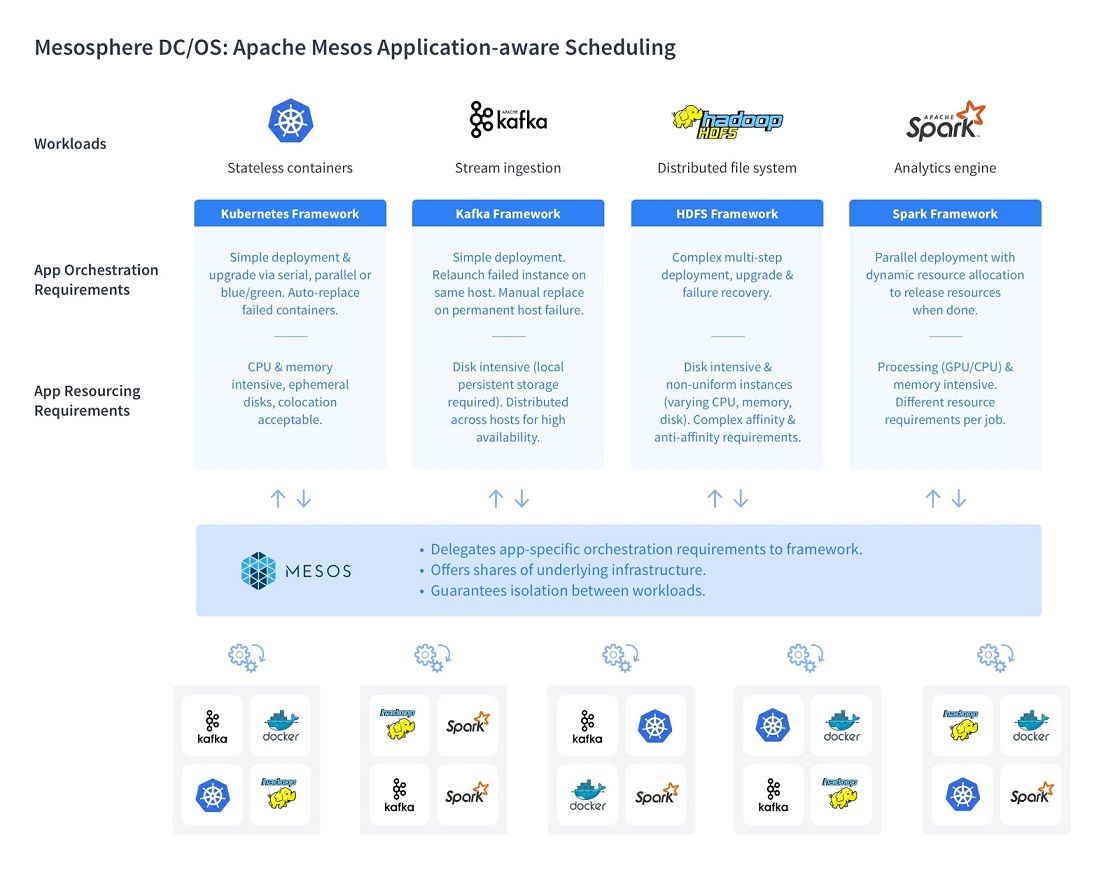 Mesosphere DC/OS: Apache Mesos Application-aware Scheduling
Workloads
APACHE
kafka
hadoop
HDFS
APACHE
Spark™
Stateless containers
Stream ingestion
Distributed file system
Analytics engine
Kubernetes Framework
Kafka Framework
HDFS Framework
Spark Framework
App Orchestration
Requirements
Simple deployment &
upgrade via serial, parallel or
blue/green. Auto-replace
failed containers.
Simple deployment.
Relaunch failed instance on
same host. Manual replace
on permanent host failure.
Complex multi-step
deployment, upgrade &
failure recovery.
Parallel deployment with
dynamic resource allocation
to release resources
when done.
App Resourcing
Requirements
CPU & memory
intensive, ephemeral
disks, colocation
acceptable.
Disk intensive (local
persistent storage
required). Distributed
across hosts for high
availability.
Disk intensive &
non-uniform instances
(varying CPU, memory,
disk). Complex affinity &
anti-affinity requirements.
Processing (GPU/CPU) &
memory intensive.
Different resource
requirements per job.
MESOS
• Delegates app-specific orchestration requirements to framework.
• Offers shares of underlying infrastructure.
• Guarantees isolation between workloads.
kafka
docker
hadoop
hadoop
Spark
kafka
Spark
kafka
docker
Spark
docker
kafka
hadoop
hadoop
docker
Spark